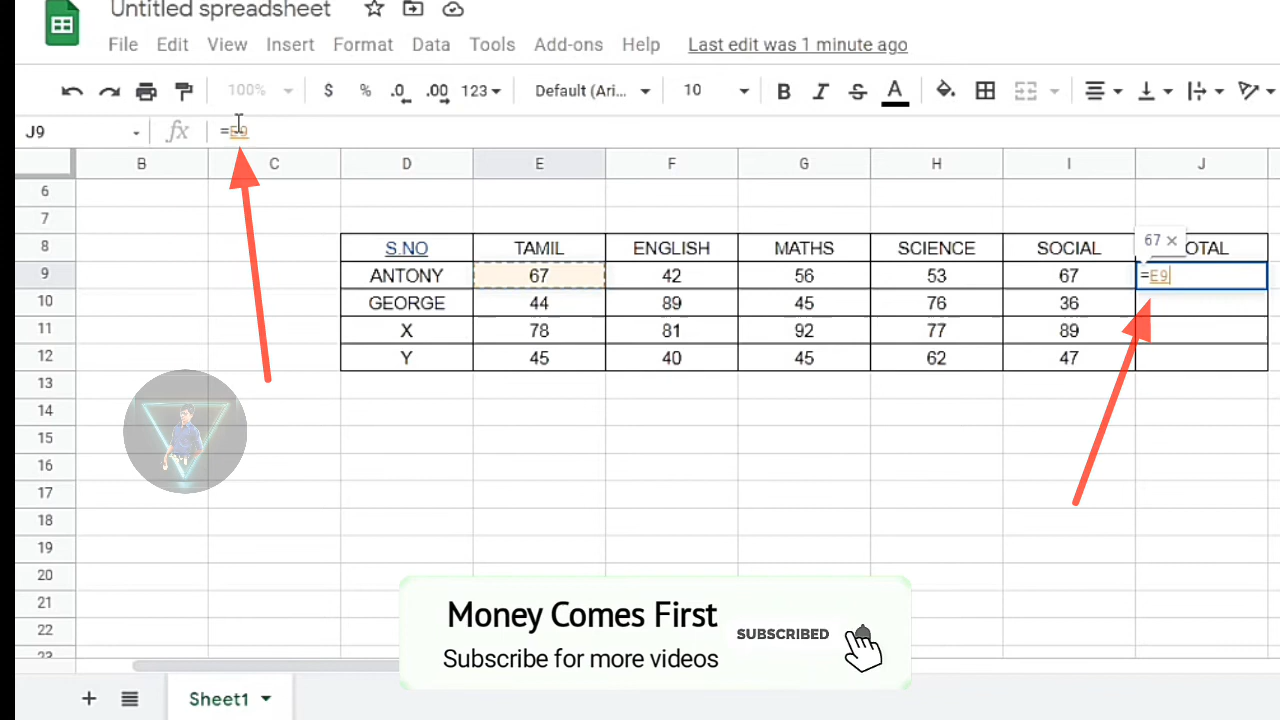 Untitled spreadsheet
File Edit View Insert Format Data Tools Add-ons Help Last edit was 1 minute ago
100% $ % .0 .00 123 Default (Ari... 10 B I S A
J9 fx =E9
B C D E F G H I J
6
7
67 ×
8 S.NO TAMIL ENGLISH MATHS SCIENCE SOCIAL OTAL
9 ANTONY 67 42 56 53 67 =E9
10 GEORGE 44 89 45 76 36
11 X 78 81 92 77 89
12 Y 45 40 45 62 47
13
14
15
16
17
18
19
20
21
22
23
Money Comes First
SUBSCRIBED
Subscribe for more videos
+ Sheet1